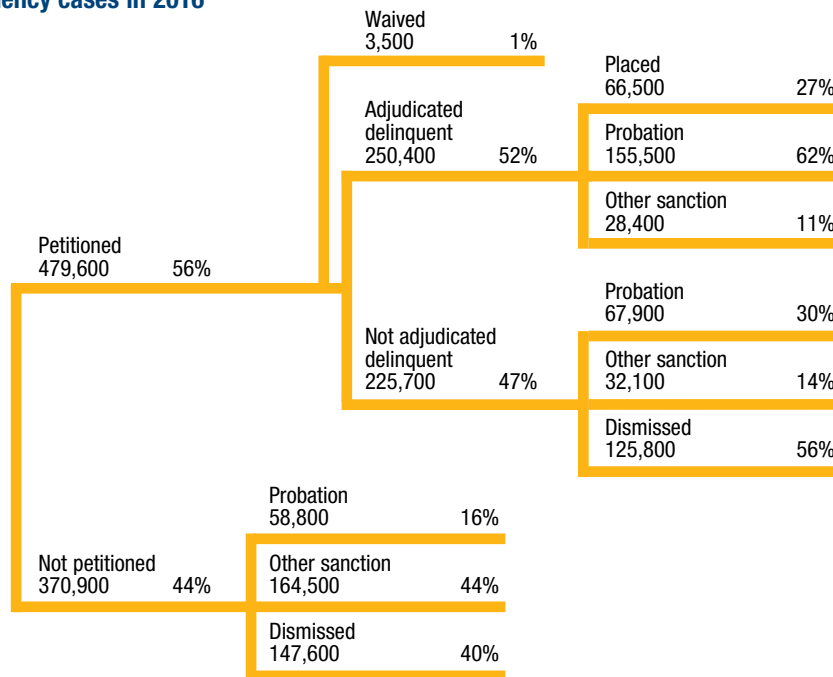 cases in 2016
Waived
3,500 1%
Adjudicated
delinquent
250,400 52%
Placed
66,500 27%
Probation
155,500 62%
Other sanction
28,400 11%
Petitioned
479,600 56%
Not adjudicated
delinquent
225,700 47%
Probation
67,900 30%
Other sanction
32,100 14%
Dismissed
125,800 56%
Not petitioned
370,900 44%
Probation
58,800 16%
Other sanction
164,500 44%
Dismissed
147,600 40%